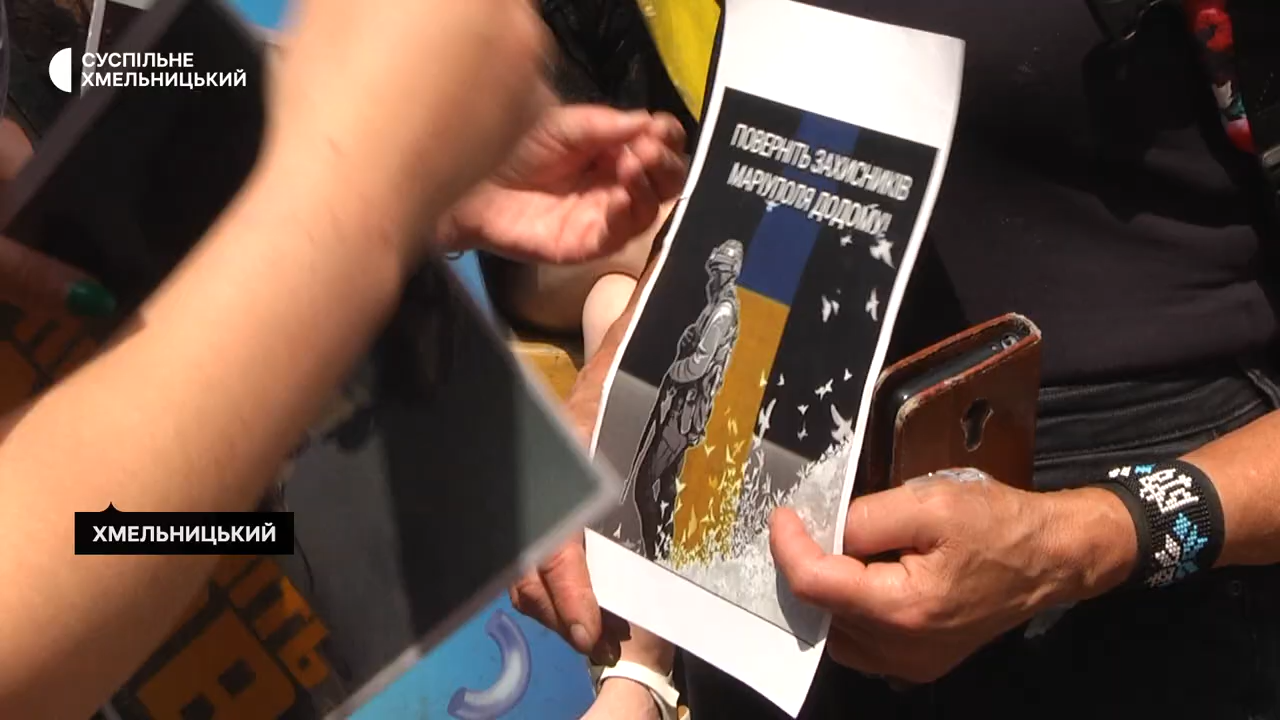 СУСПІЛЬНЕ
ХМЕЛЬНИЦЬКИЙ
ПОВЕРНІТЬ ЗАХИСНИКІВ
МАРІУПОЛЯ ДОДОМУ!
ХМЕЛЬНИЦЬКИЙ